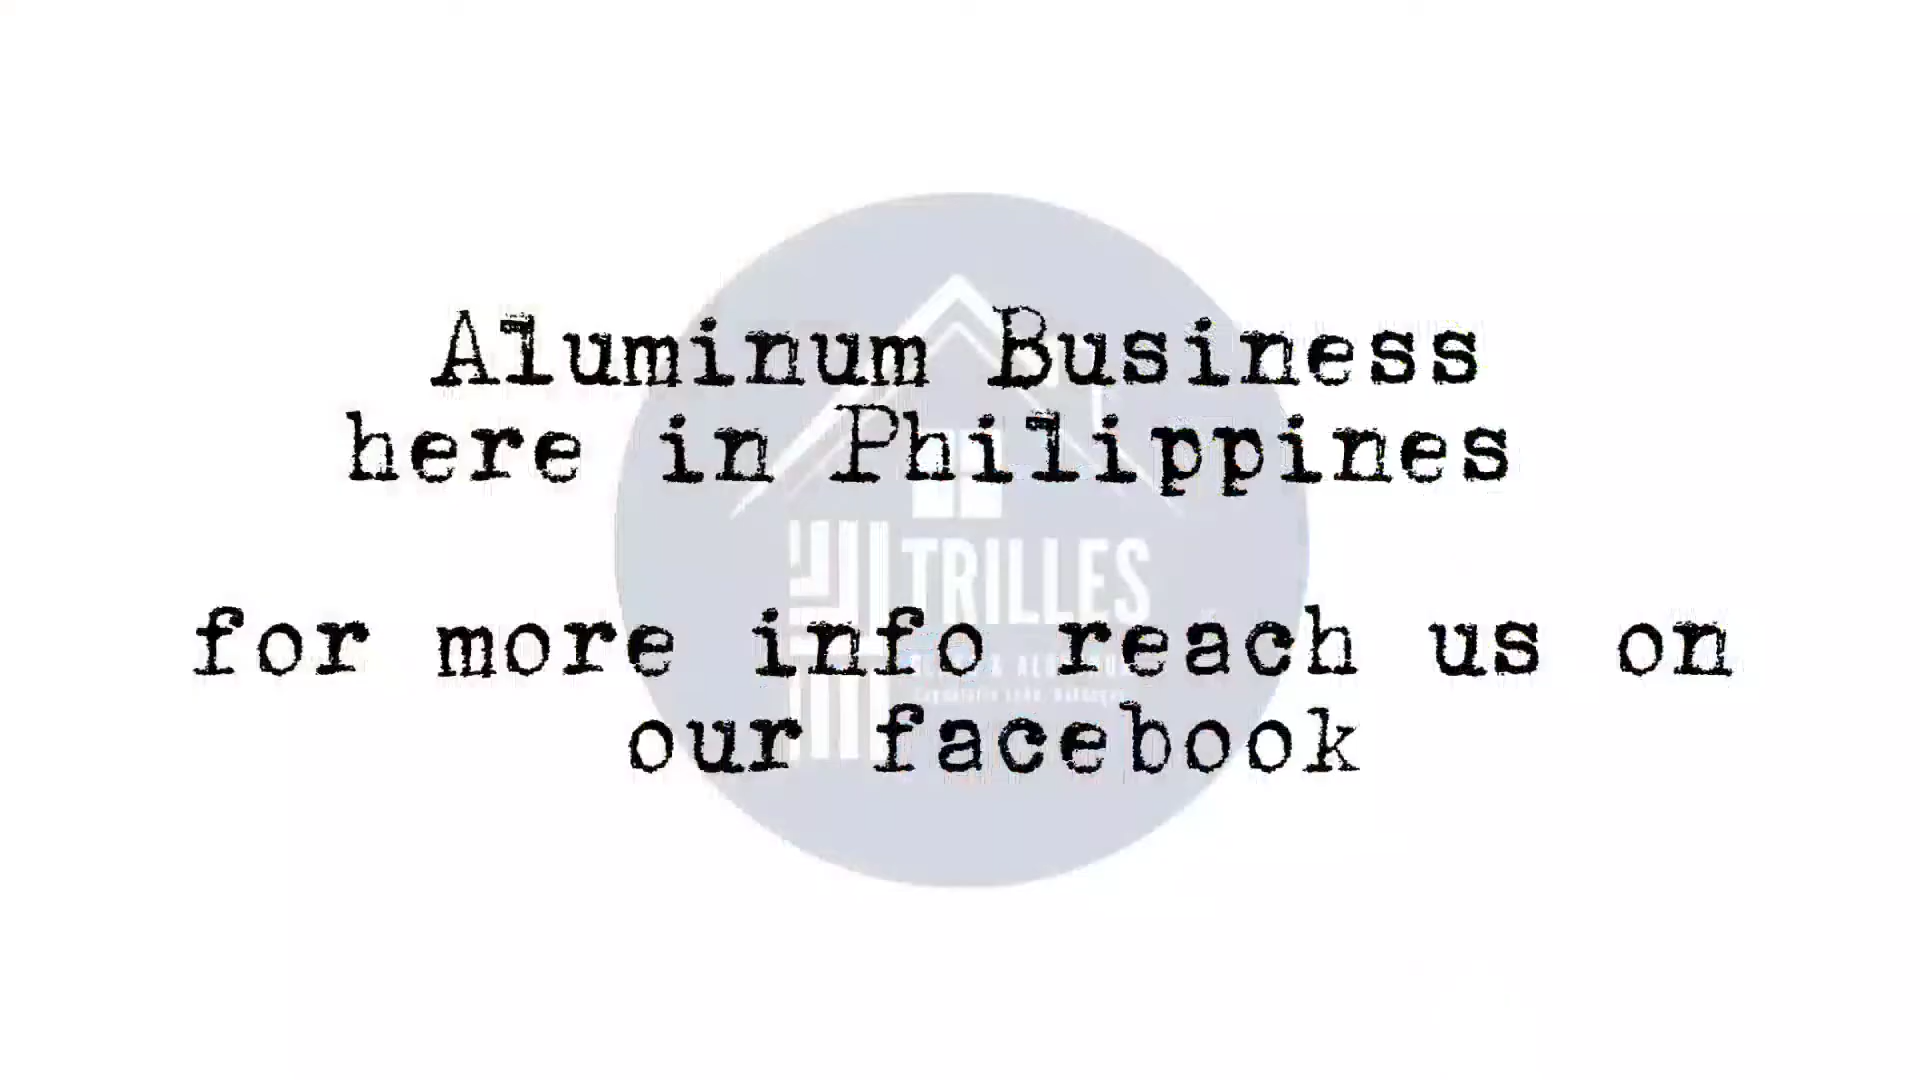 Aluminum Business
here in Philippines
TRILLES
for more info reach us on
our facebook